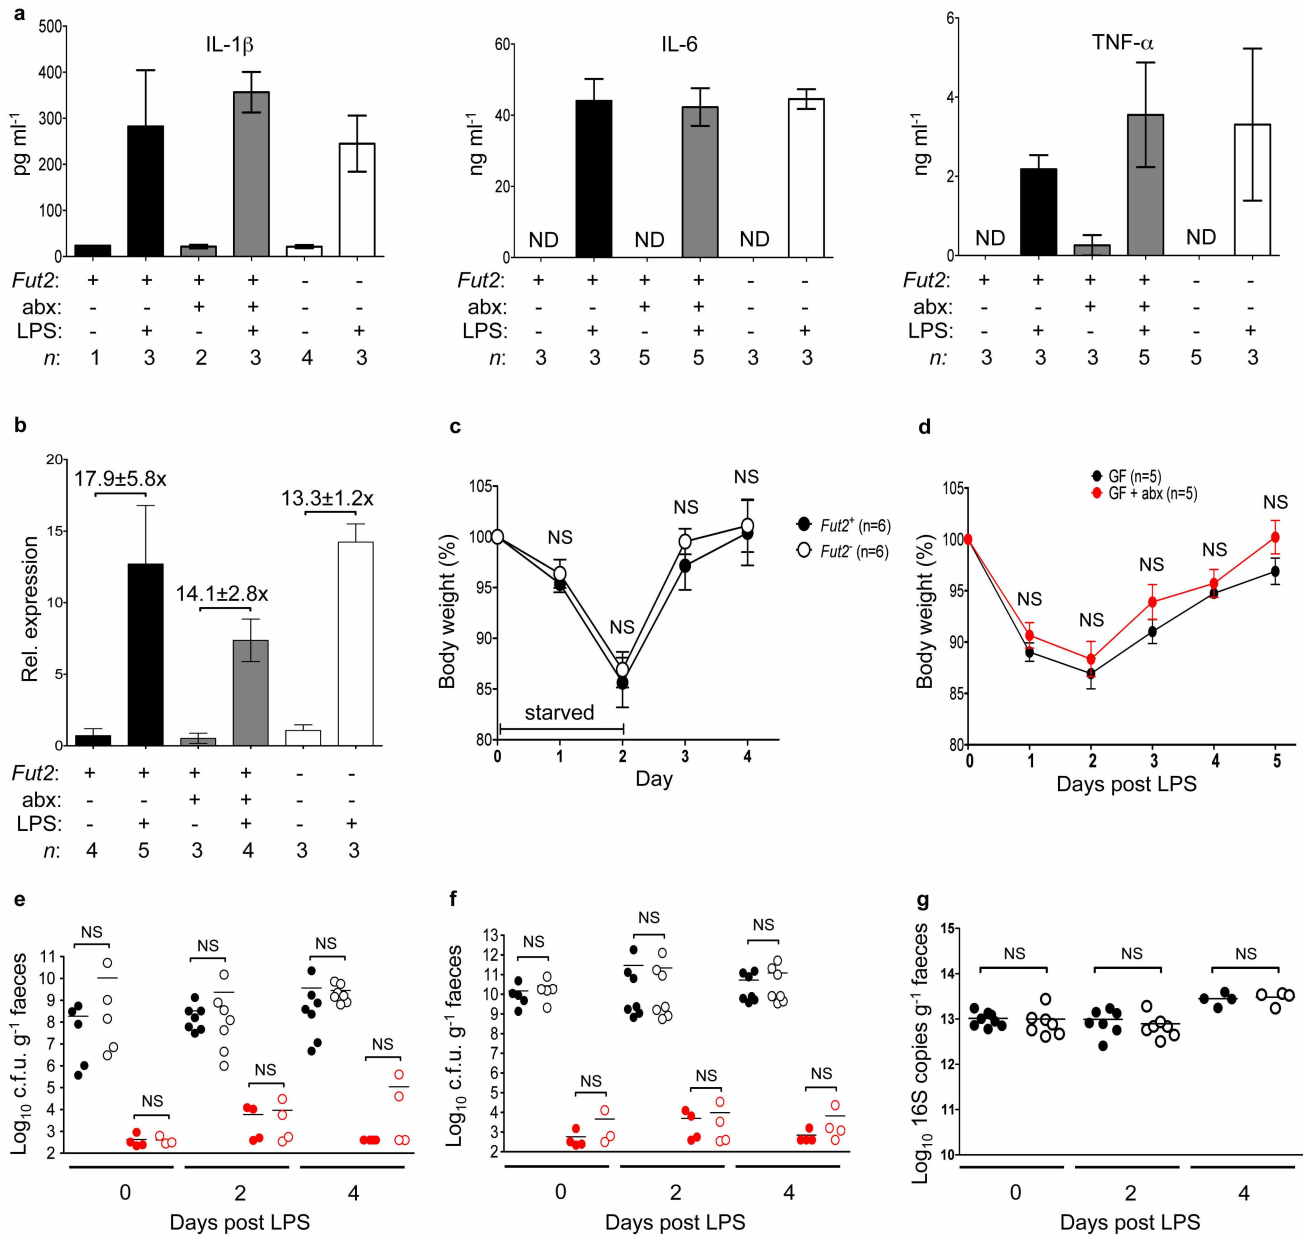 a
IL-1β
IL-6
TNF-α
500
400
300
200
100
0
pg ml-1
60
40
20
0
ng ml-1
ND ND ND
6
4
2
0
ng ml-1
ND ND
Fut2: + + + + - -
abx: - - + + - -
LPS: - + - + - +
n: 1 3 2 3 4 3
Fut2: + + + + - -
abx: - - + + - -
LPS: - + - + - +
n: 3 3 5 5 3 3
Fut2: + + + + - -
abx: - - + + - -
LPS: - + - + - +
n: 3 3 3 5 5 3
b
20
15
10
5
0
Rel. expression
17.9±5.8x
14.1±2.8x
13.3±1.2x
Fut2: + + + + - -
abx: - - + + - -
LPS: - + - + - +
n: 4 5 3 4 3 3
c
105
100
95
90
85
80
Body weight (%)
NS NS NS NS
Fut2+ (n=6)
Fut2- (n=6)
starved
0 1 2 3 4
Day
d
105
100
95
90
85
80
Body weight (%)
GF (n=5)
GF + abx (n=5)
NS NS NS NS NS
0 1 2 3 4 5
Days post LPS
e
11
10
9
8
7
6
5
4
3
2
Log10 c.f.u. g-1 faeces
NS NS NS
NS NS NS
0 2 4
Days post LPS
f
13
12
11
10
9
8
7
6
5
4
3
2
Log10 c.f.u. g-1 faeces
NS NS NS
NS NS NS
0 2 4
Days post LPS
g
15
14
13
12
11
10
Log10 16S copies g-1 faeces
NS NS NS
0 2 4
Days post LPS